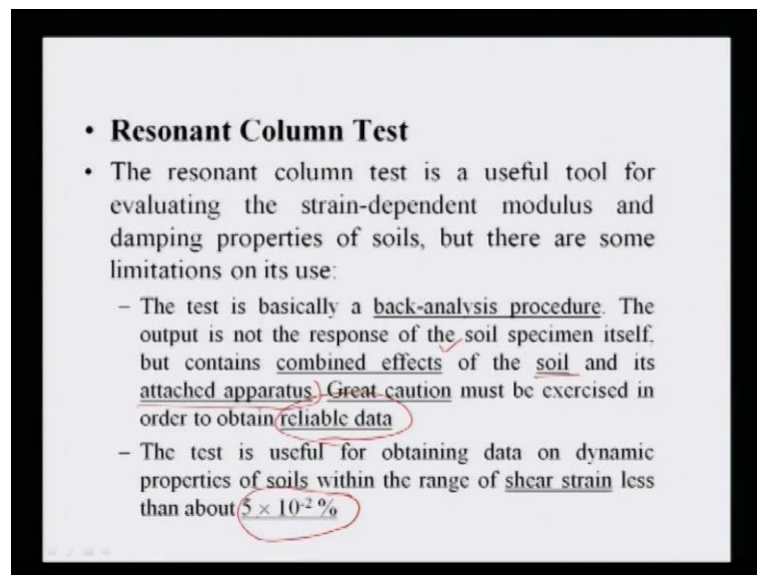 • Resonant Column Test
• The resonant column test is a useful tool for
evaluating the strain-dependent modulus and
damping properties of soils, but there are some
limitations on its use:
– The test is basically a back-analysis procedure. The
output is not the response of the soil specimen itself,
but contains combined effects of the soil and its
attached apparatus. Great caution must be exercised in
order to obtain reliable data
– The test is useful for obtaining data on dynamic
properties of soils within the range of shear strain less
than about 5 × 10⁻² %